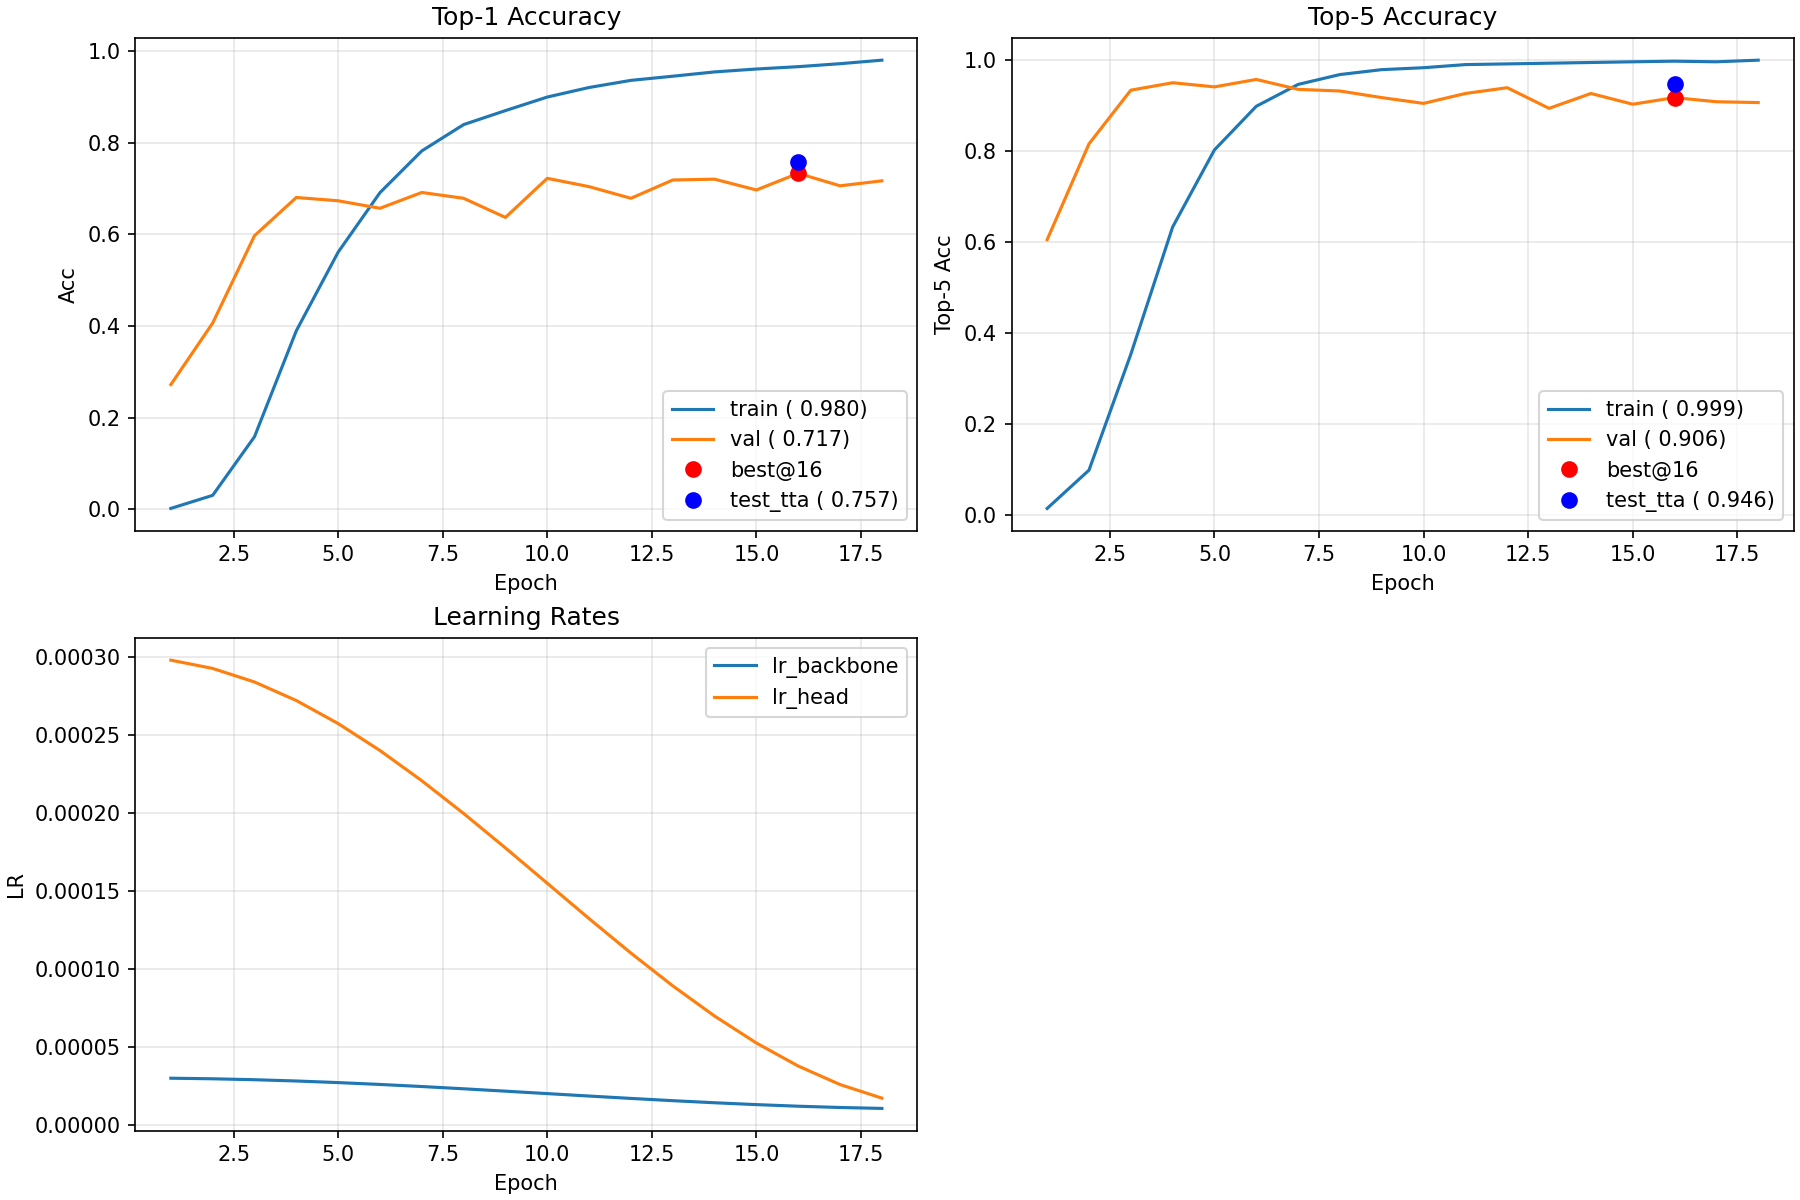 Top-1 Accuracy
1.0
0.8
0.6
0.4
0.2
0.0
Acc
2.5 5.0 7.5 10.0 12.5 15.0 17.5
Epoch
train ( 0.980)
val ( 0.717)
best@16
test_tta ( 0.757)
Top-5 Accuracy
1.0
0.8
0.6
0.4
0.2
0.0
Top-5 Acc
2.5 5.0 7.5 10.0 12.5 15.0 17.5
Epoch
train ( 0.999)
val ( 0.906)
best@16
test_tta ( 0.946)
Learning Rates
0.00030
0.00025
0.00020
0.00015
0.00010
0.00005
0.00000
LR
2.5 5.0 7.5 10.0 12.5 15.0 17.5
Epoch
lr_backbone
lr_head